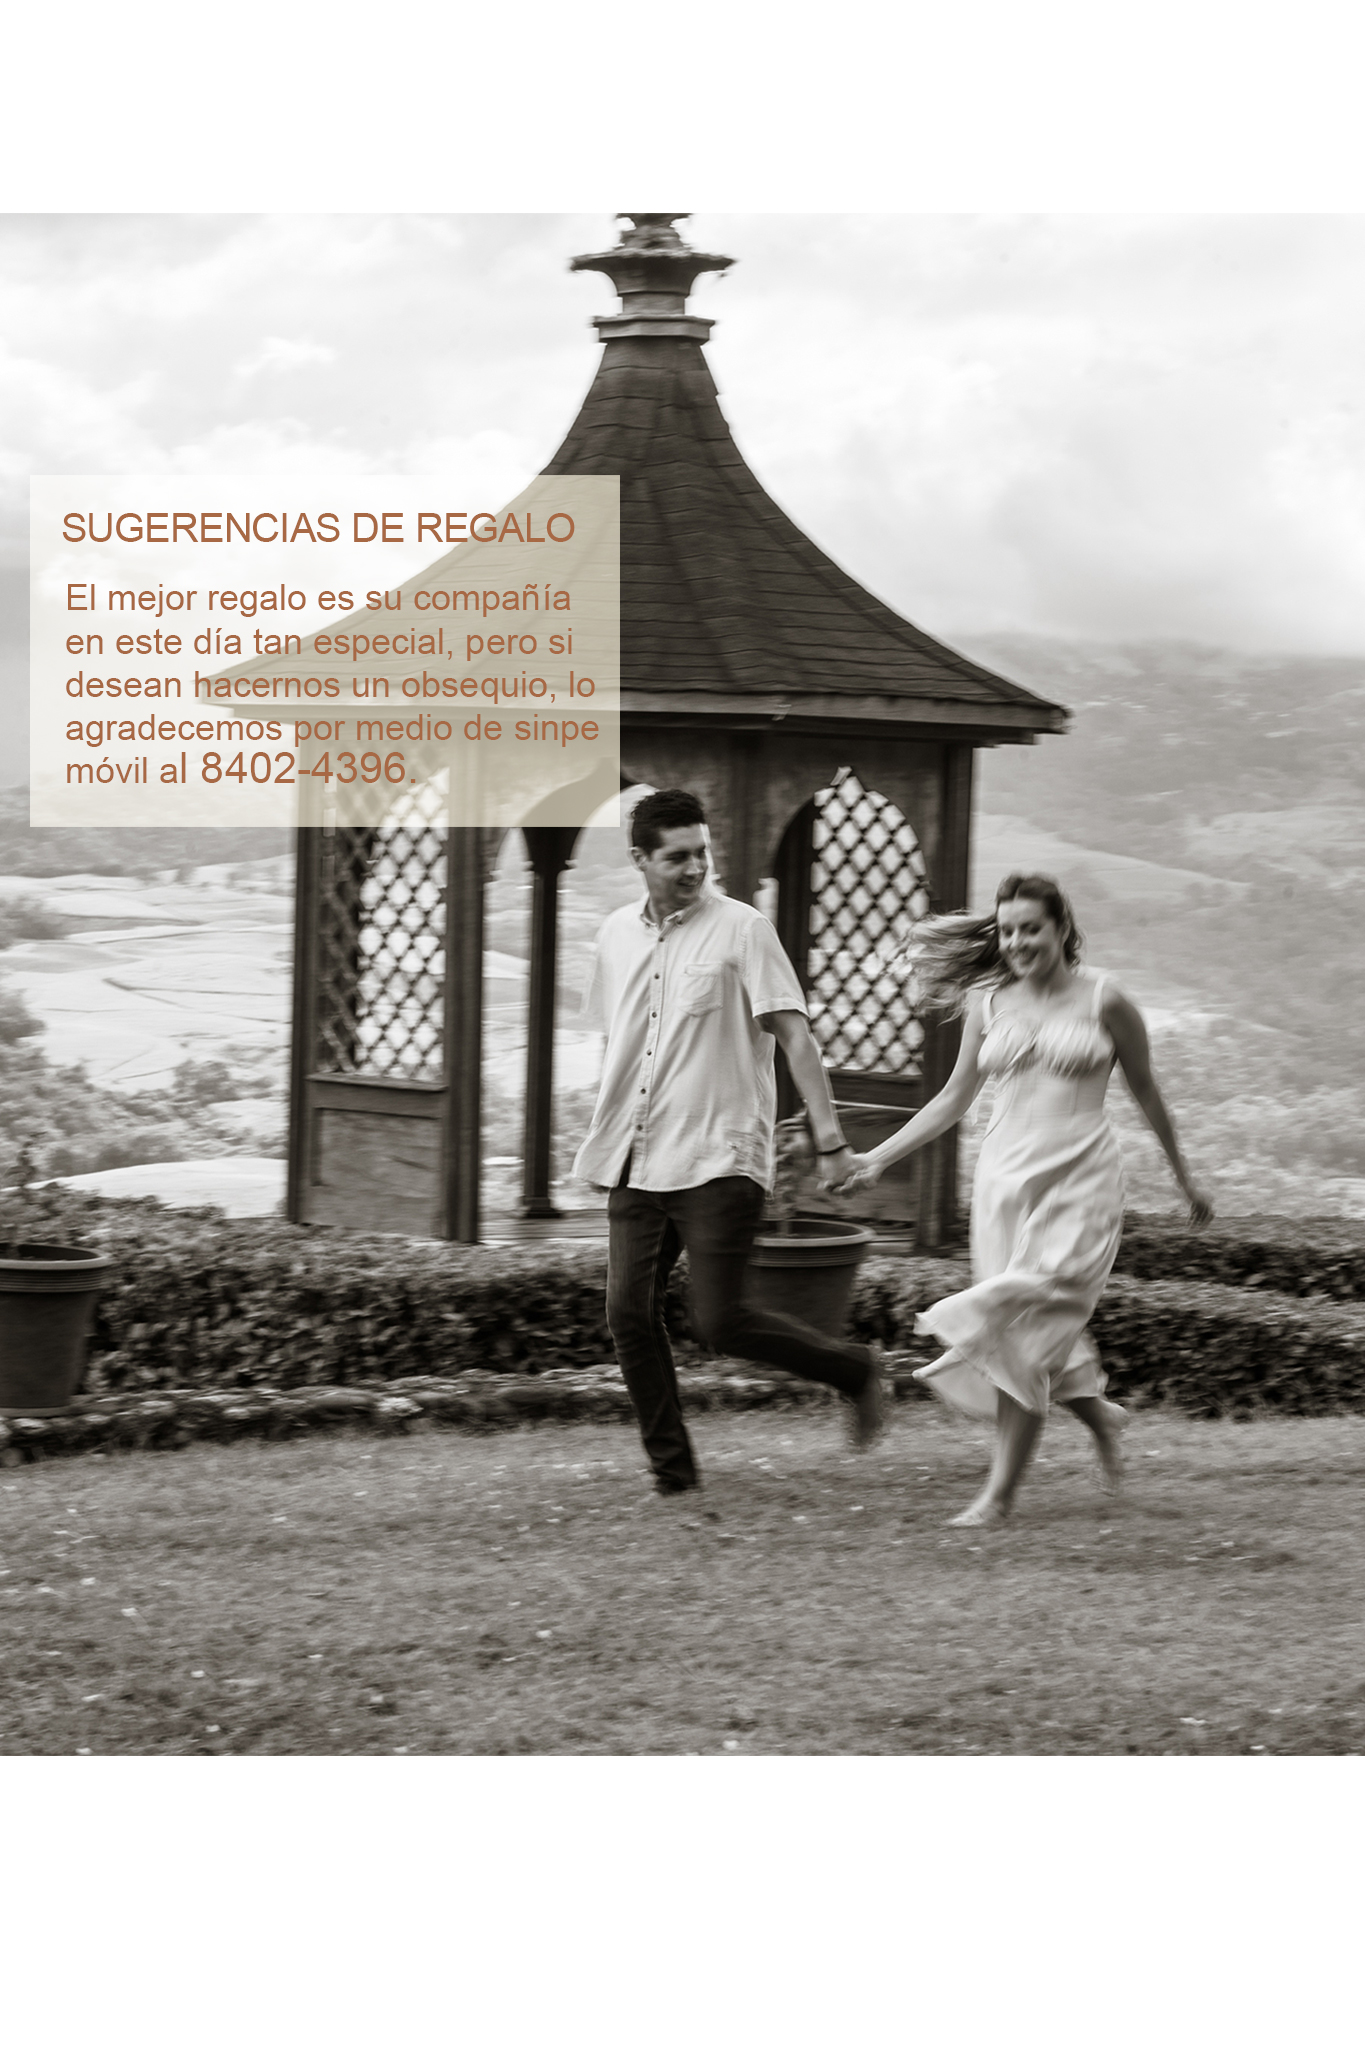 SUGERENCIAS DE REGALO
El mejor regalo es su compañía
en este día tan especial, pero si
desean hacernos un obsequio, lo
agradecemos por medio de sinpe
móvil al 8402-4396.